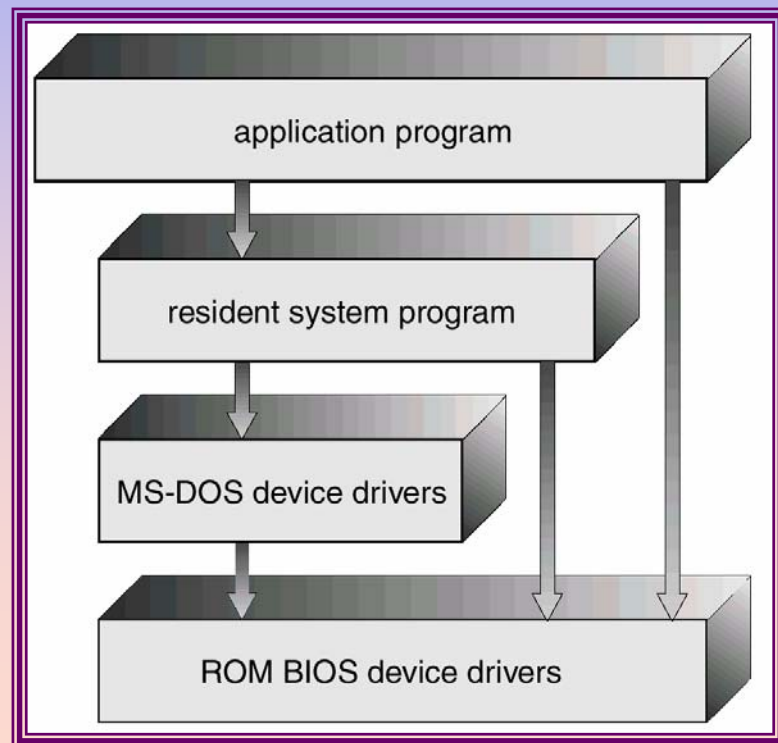 application program
resident system program
MS-DOS device drivers
ROM BIOS device drivers